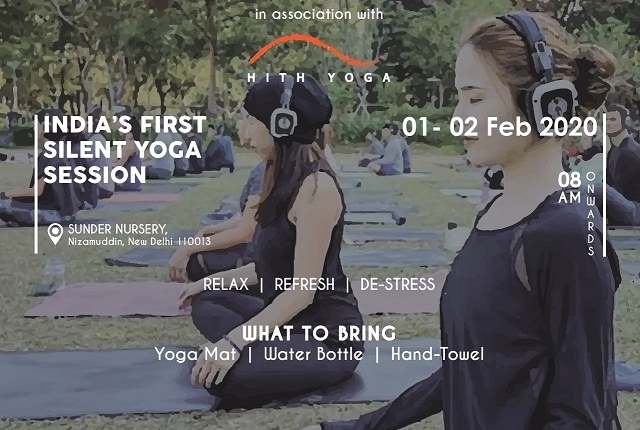 in association with
HITH YOGA
INDIA'S FIRST
SILENT YOGA
SESSION
01- 02 Feb 2020
08
AM
ONWARDS
SUNDER NURSERY,
Nizamuddin, New Delhi 110013
RELAX | REFRESH | DE-STRESS
WHAT TO BRING
Yoga Mat | Water Bottle | Hand-Towel